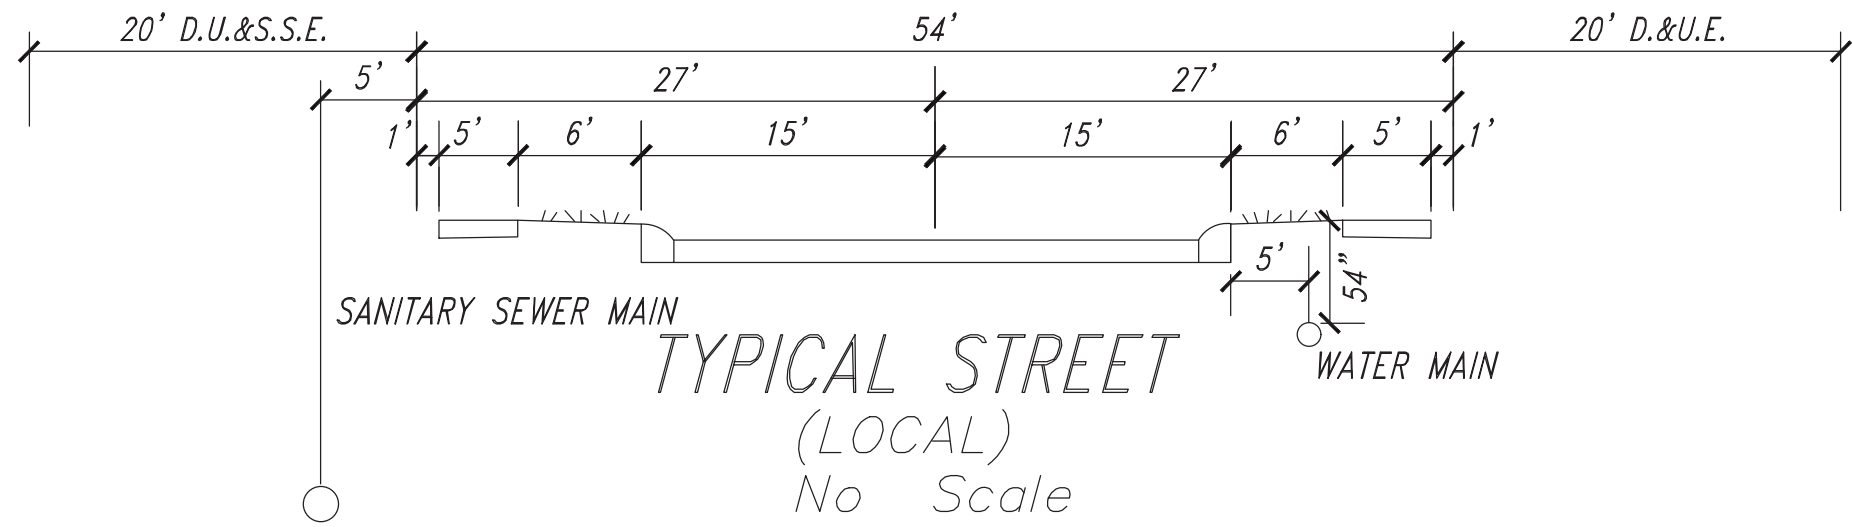 20' D.U.&S.S.E. 54' 20' D.&U.E.
5' 27' 27'
1' 5' 6' 15' 15' 6' 5' 1'
5' 54"
SANITARY SEWER MAIN
TYPICAL STREET
WATER MAIN
(LOCAL)
No Scale